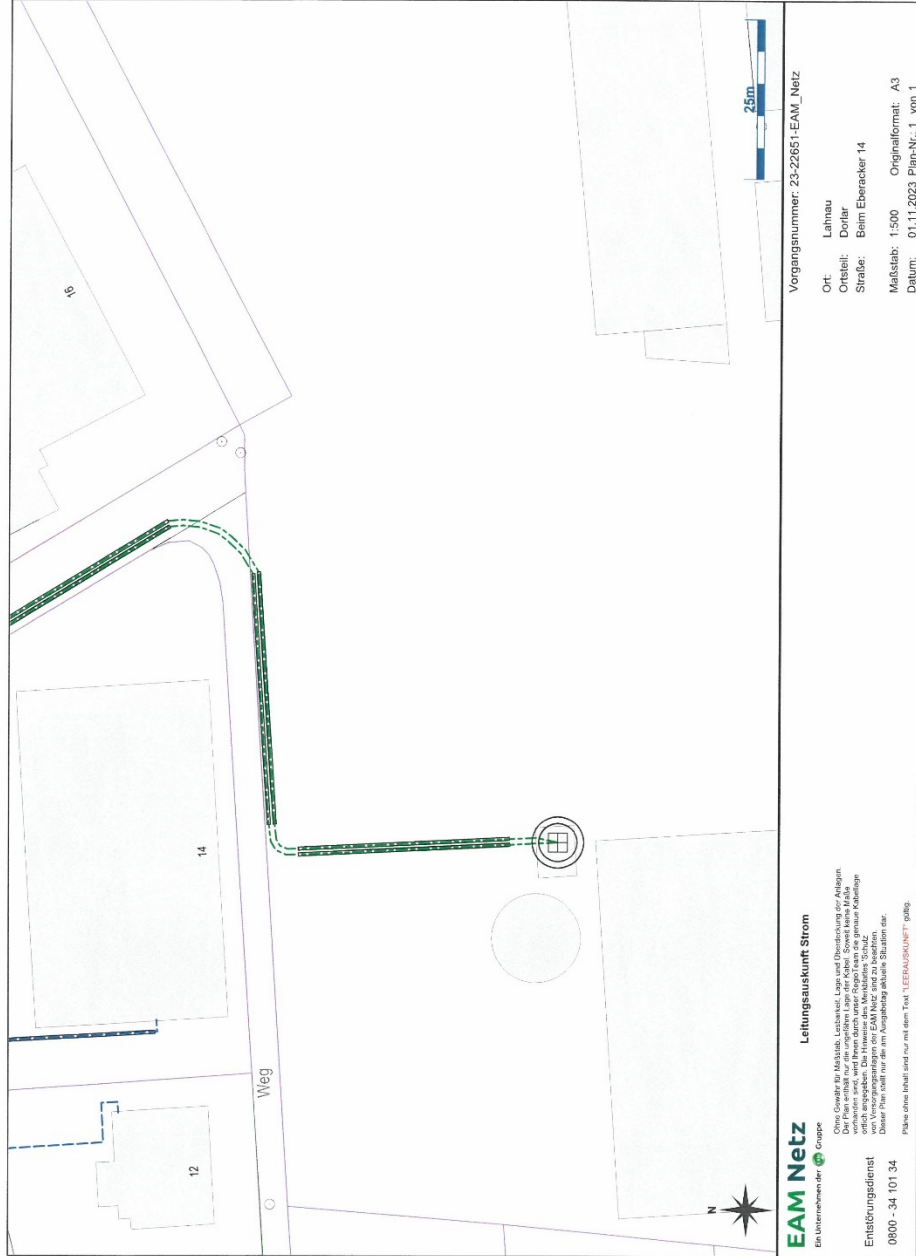 16
14
12
Weg
25m
N
EAM Netz
Ein Unternehmen der EAM Gruppe
Entstörungsdienst
0800 - 34 101 34
Leitungsauskunft Strom
Ohne Gewähr für Maßstab, Lesbarkeit, Lage und Überdeckung der Anlagen.
Der Plan enthält nur die ungefähre Lage der Kabel. Soweit keine Maße
vorhanden sind, wird Ihnen durch unser RegioTeam die genaue Kabellage
örtlich angegeben. Die Hinweise des Merkblattes 'Schutz
von Versorgungsanlagen der EAM Netz' sind zu beachten.
Dieser Plan stellt nur die am Ausgabetag aktuelle Situation dar.
Pläne ohne Inhalt sind nur mit dem Text "LEERAUSKUNFT" gültig.
Vorgangsnummer: 23-22651-EAM_Netz
Ort: Lahnau
Ortsteil: Dorlar
Straße: Beim Eberacker 14
Maßstab: 1:500 Originalformat: A3
Datum: 01.11.2023 Plan-Nr.: 1 von 1